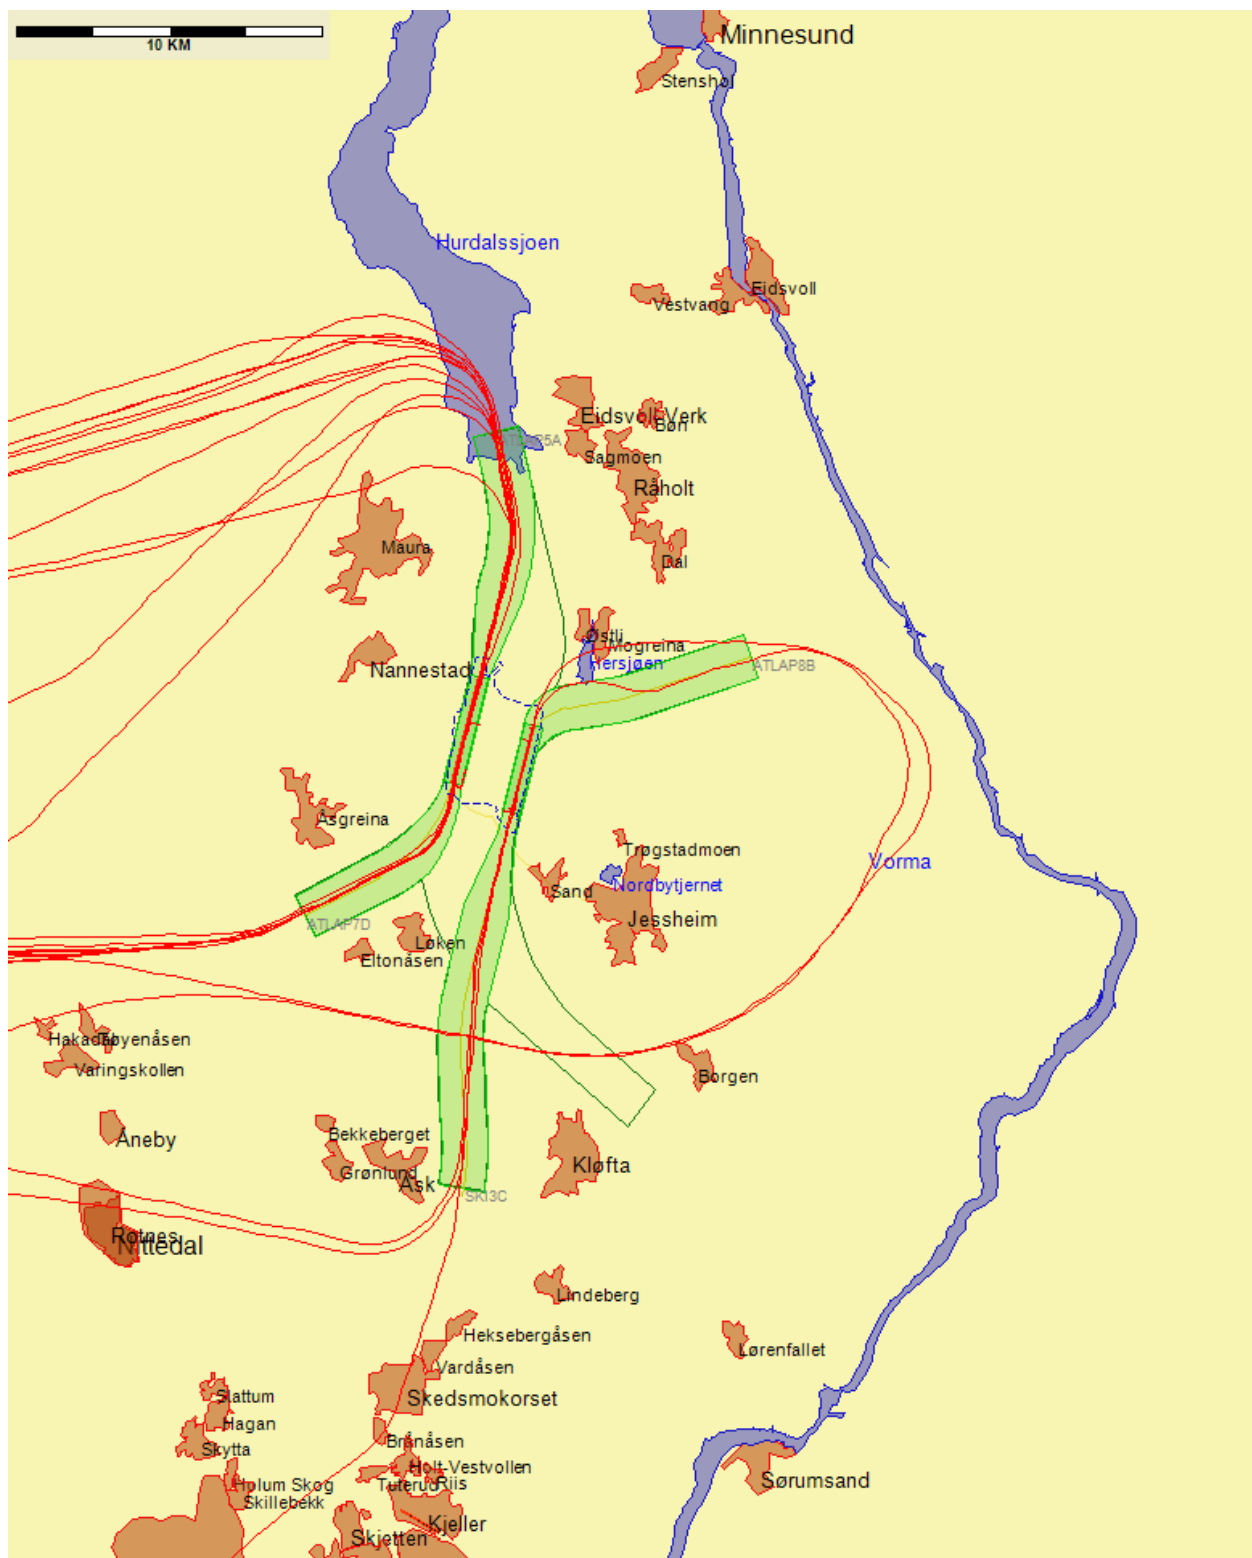 Minnesund
10 KM
Stenshol
Hurdalssjoen
Eidsvoll
Vestvang
Eidsvoll Verk
Bøn
ATLAP5A
Sagmoen
Råholt
Maura
Dal
Østli
Mogreina
Hersjøen
ATLAP8B
Nannestad
Åsgreina
Trøgstadmoen
Vorma
Nordbytjernet
Sand
Jessheim
ATLAP7D
Løken
Eltonåsen
Hakadal
Tøyenåsen
Varingskollen
Borgen
Bekkeberget
Åneby
Grønlund
Kløfta
Ask
SKI3C
Rotnes
Nittedal
Lindeberg
Heksebergåsen
Lørenfallet
Vardåsen
Slattum
Skedsmokorset
Hagan
Brånåsen
Skytta
Holt-Vestvollen
Holum Skog
Tuterud
Riis
Sørumsand
Skillebekk
Kjeller
Skjetten